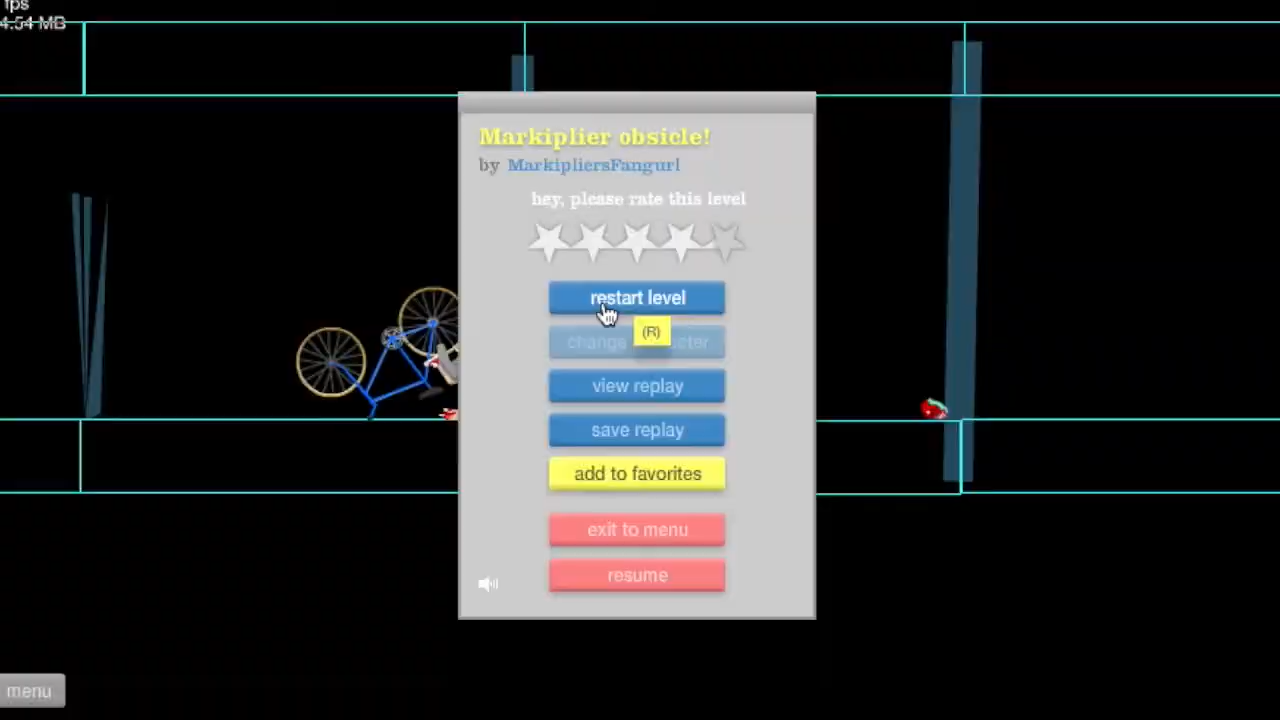 fps
4.54 MB
Markiplier obsicle!
by MarkipliersFangurl
hey, please rate this level
restart level
(R)
view replay
save replay
add to favorites
exit to menu
resume
menu